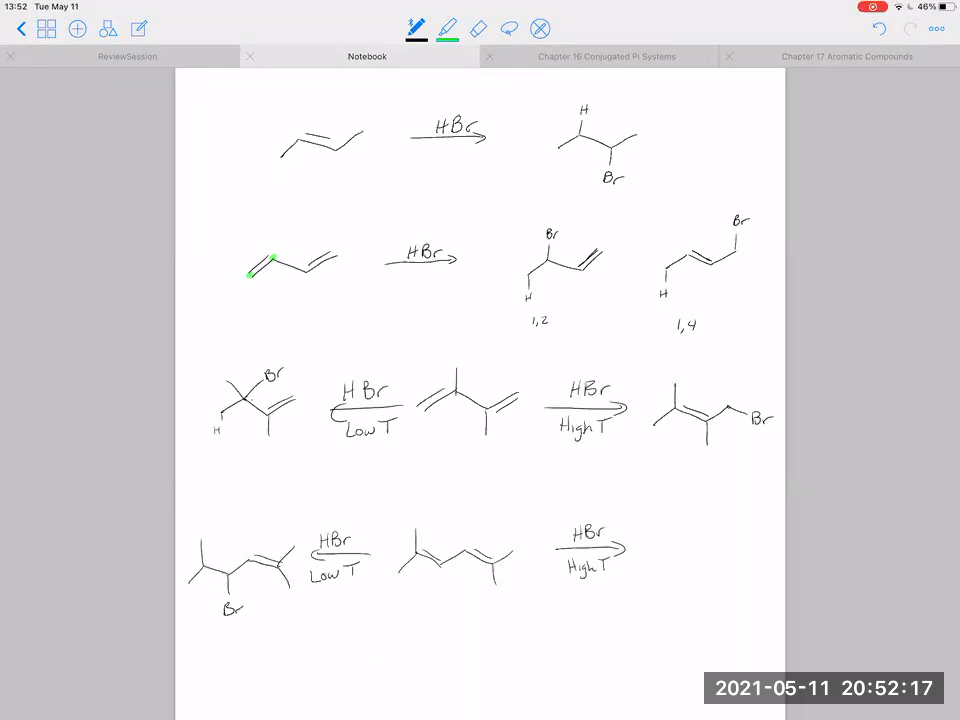 13:52 Tue May 11
46%
ReviewSession
Notebook
Chapter 16 Conjugated Pi Systems
Chapter 17 Aromatic Compounds
HBr
H
Br
HBr
Br
H
1,2
Br
H
1,4
Br
H
HBr
Low T
HBr
High T
Br
Br
HBr
Low T
HBr
High T
2021-05-11 20:52:17